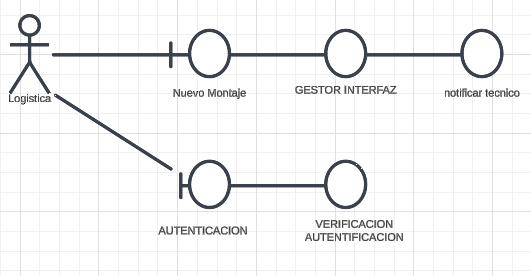 Logistica
Nuevo Montaje
GESTOR INTERFAZ
notificar tecnico
AUTENTICACION
VERIFICACION
AUTENTIFICACION